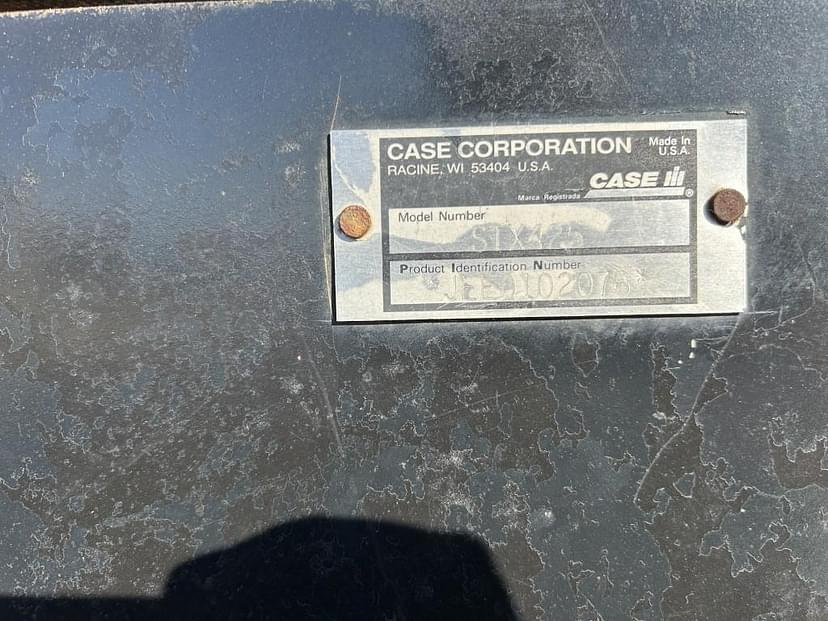 CASE CORPORATION
Made In
U.S.A.
RACINE, WI 53404 U.S.A.
CASE IH
Marca Registrada
®
Model Number
Product Identification Number